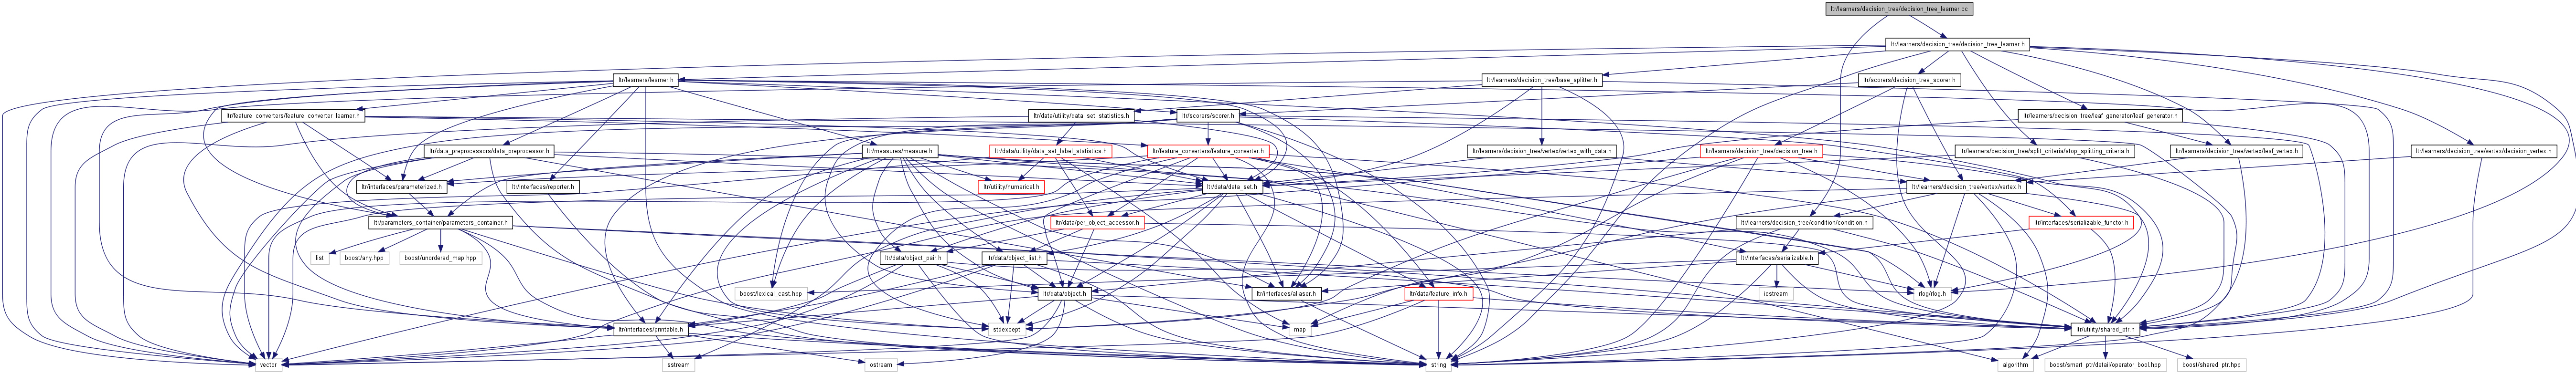 ltr/learners/decision_tree/decision_tree_learner.cc
ltr/learners/decision_tree/decision_tree_learner.h
ltr/learners/learner.h
ltr/learners/decision_tree/base_splitter.h
ltr/scorers/decision_tree_scorer.h
ltr/feature_converters/feature_converter_learner.h
ltr/data/utility/data_set_statistics.h
ltr/scorers/scorer.h
ltr/learners/decision_tree/leaf_generator/leaf_generator.h
ltr/data_preprocessors/data_preprocessor.h
ltr/measures/measure.h
ltr/data/utility/data_set_label_statistics.h
ltr/feature_converters/feature_converter.h
ltr/learners/decision_tree/vertex/vertex_with_data.h
ltr/learners/decision_tree/decision_tree.h
ltr/learners/decision_tree/split_criteria/stop_splitting_criteria.h
ltr/learners/decision_tree/vertex/leaf_vertex.h
ltr/learners/decision_tree/vertex/decision_vertex.h
ltr/interfaces/parameterized.h
ltr/interfaces/reporter.h
ltr/utility/numerical.h
ltr/data/data_set.h
ltr/learners/decision_tree/vertex/vertex.h
ltr/parameters_container/parameters_container.h
ltr/data/per_object_accessor.h
ltr/learners/decision_tree/condition/condition.h
ltr/interfaces/serializable_functor.h
list
boost/any.hpp
boost/unordered_map.hpp
ltr/data/object_pair.h
ltr/data/object_list.h
ltr/interfaces/serializable.h
boost/lexical_cast.hpp
ltr/data/object.h
ltr/interfaces/aliaser.h
ltr/data/feature_info.h
iostream
rlog/rlog.h
ltr/interfaces/printable.h
stdexcept
map
ltr/utility/shared_ptr.h
vector
sstream
ostream
string
algorithm
boost/smart_ptr/detail/operator_bool.hpp
boost/shared_ptr.hpp